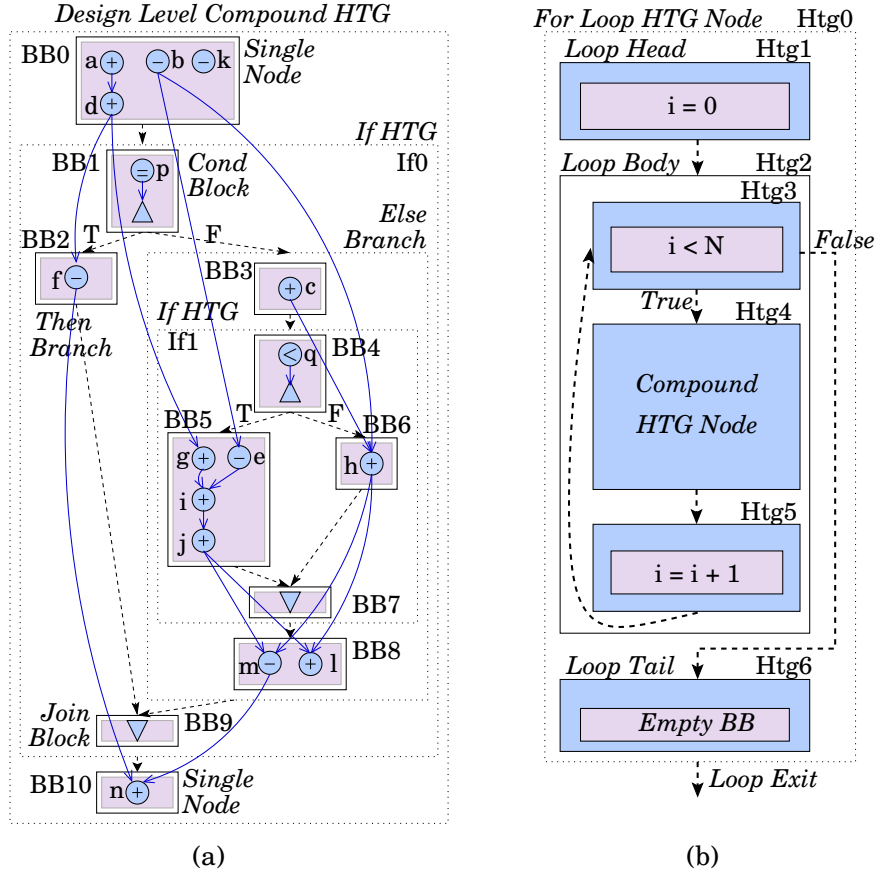 Design Level Compound HTG
BB0
a + − b − k
Single
Node
d +
If HTG
If0
BB1
= p
Cond
Block
Else
Branch
T F
BB2
f −
Then
Branch
BB3
+ c
If HTG
If1
BB4
< q
T F
BB5
g + − e
i +
j +
BB6
h +
BB7
BB8
m − + l
Join
Block
BB9
BB10
n +
Single
Node
(a)
For Loop HTG Node
Htg0
Loop Head
Htg1
i = 0
Loop Body
Htg2
Htg3
i < N
False
True
Htg4
Compound
HTG Node
Htg5
i = i + 1
Loop Tail
Htg6
Empty BB
Loop Exit
(b)